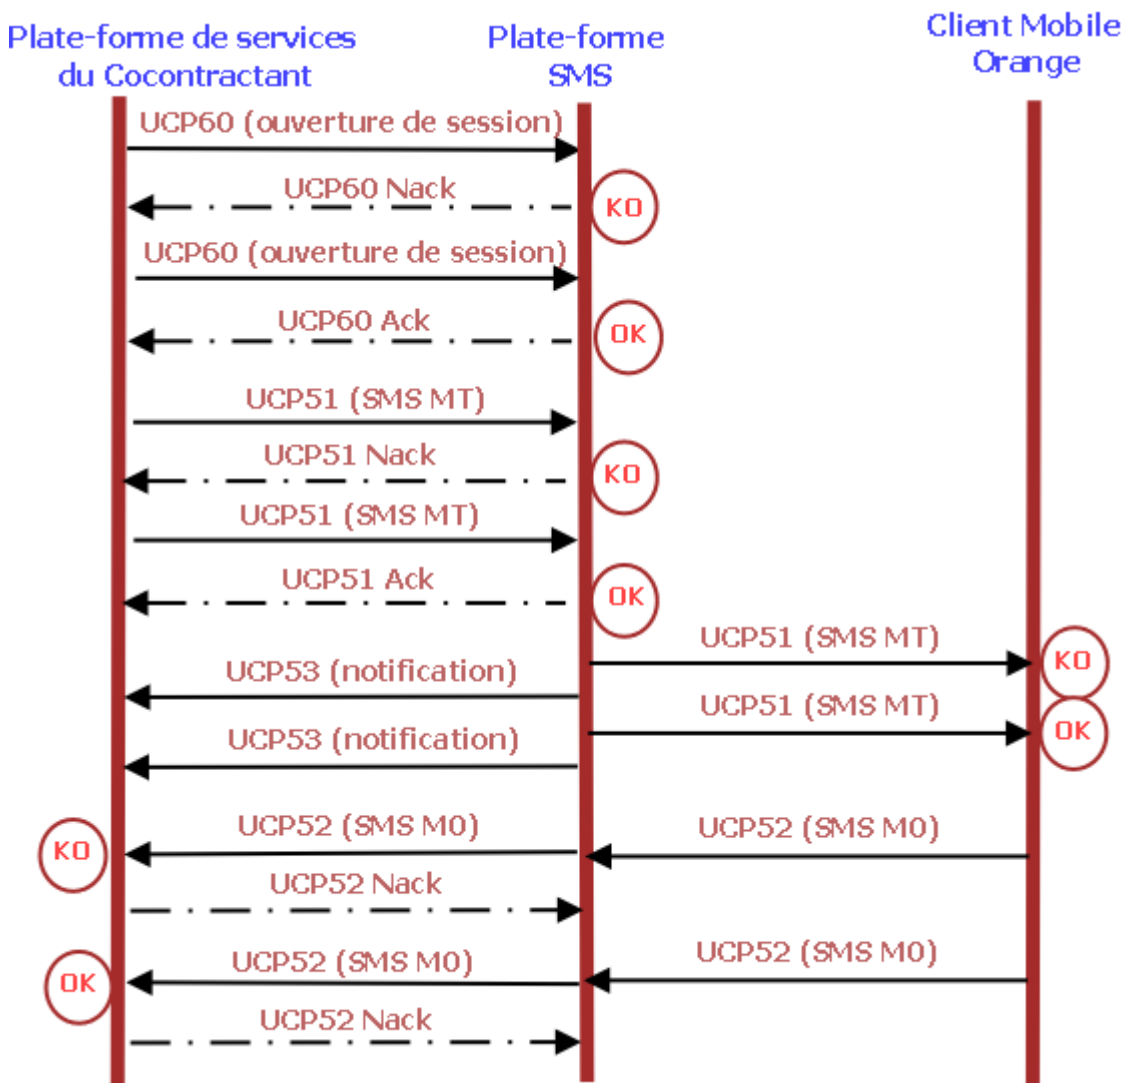 Plate-forme de services
du Cocontractant
Plate-forme
SMS
Client Mobile
Orange
UCP60 (ouverture de session)
UCP60 Nack
KO
UCP60 (ouverture de session)
UCP60 Ack
OK
UCP51 (SMS MT)
UCP51 Nack
KO
UCP51 (SMS MT)
UCP51 Ack
OK
UCP51 (SMS MT)
KO
UCP53 (notification)
UCP51 (SMS MT)
OK
UCP53 (notification)
UCP52 (SMS MO)
UCP52 (SMS MO)
KO
UCP52 Nack
UCP52 (SMS MO)
UCP52 (SMS MO)
OK
UCP52 Nack